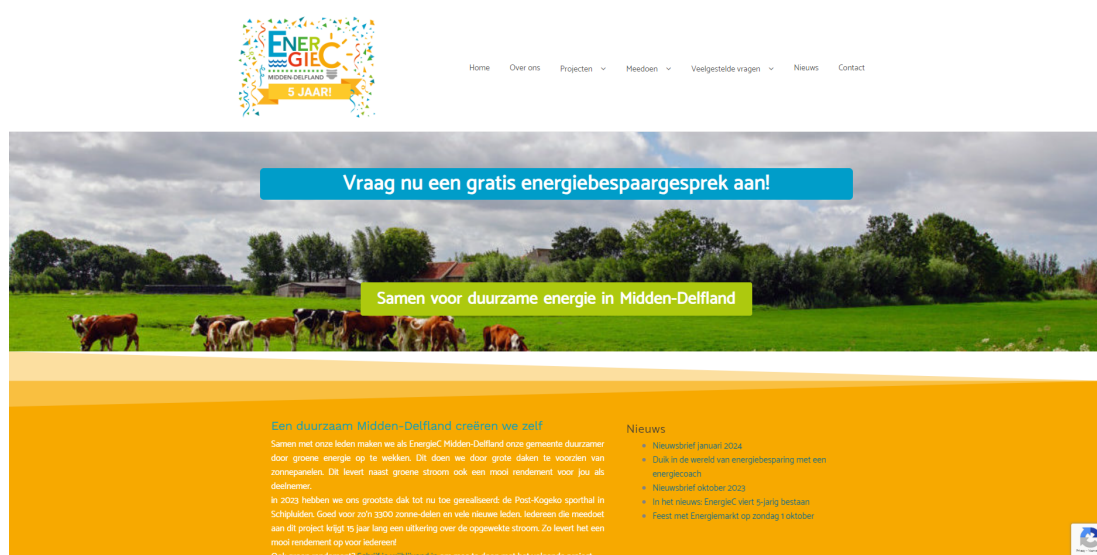 ENER
GIEC
MIDDEN-DELFLAND
5 JAAR!
Home Over ons Projecten Meedoen Veelgestelde vragen Nieuws Contact
Vraag nu een gratis energiebespaargesprek aan!
Samen voor duurzame energie in Midden-Delfland
Een duurzaam Midden-Delfland creëren we zelf
Samen met onze leden maken we als EnergieC Midden-Delfland onze gemeente duurzamer
door groene energie op te wekken. Dit doen we door grote daken te voorzien van
zonnepanelen. Dit levert naast groene stroom ook een mooi rendement voor jou als
deelnemer.
In 2023 hebben we ons grootste dak tot nu toe gerealiseerd: de Post-Kogeko sporthal in
Schipluiden. Goed voor zo'n 3300 zonne-delen en vele nieuwe leden. Iedereen die meedoet
aan dit project krijgt 15 jaar lang een uitkering over de opgewekte stroom. Zo levert het een
mooi rendement op voor iedereen!
Nieuws
Nieuwsbrief januari 2024
Duik in de wereld van energiebesparing met een
energiecoach
Nieuwsbrief oktober 2023
In het nieuws: EnergieC viert 5-jarig bestaan
Feest met Energiemarkt op zondag 1 oktober